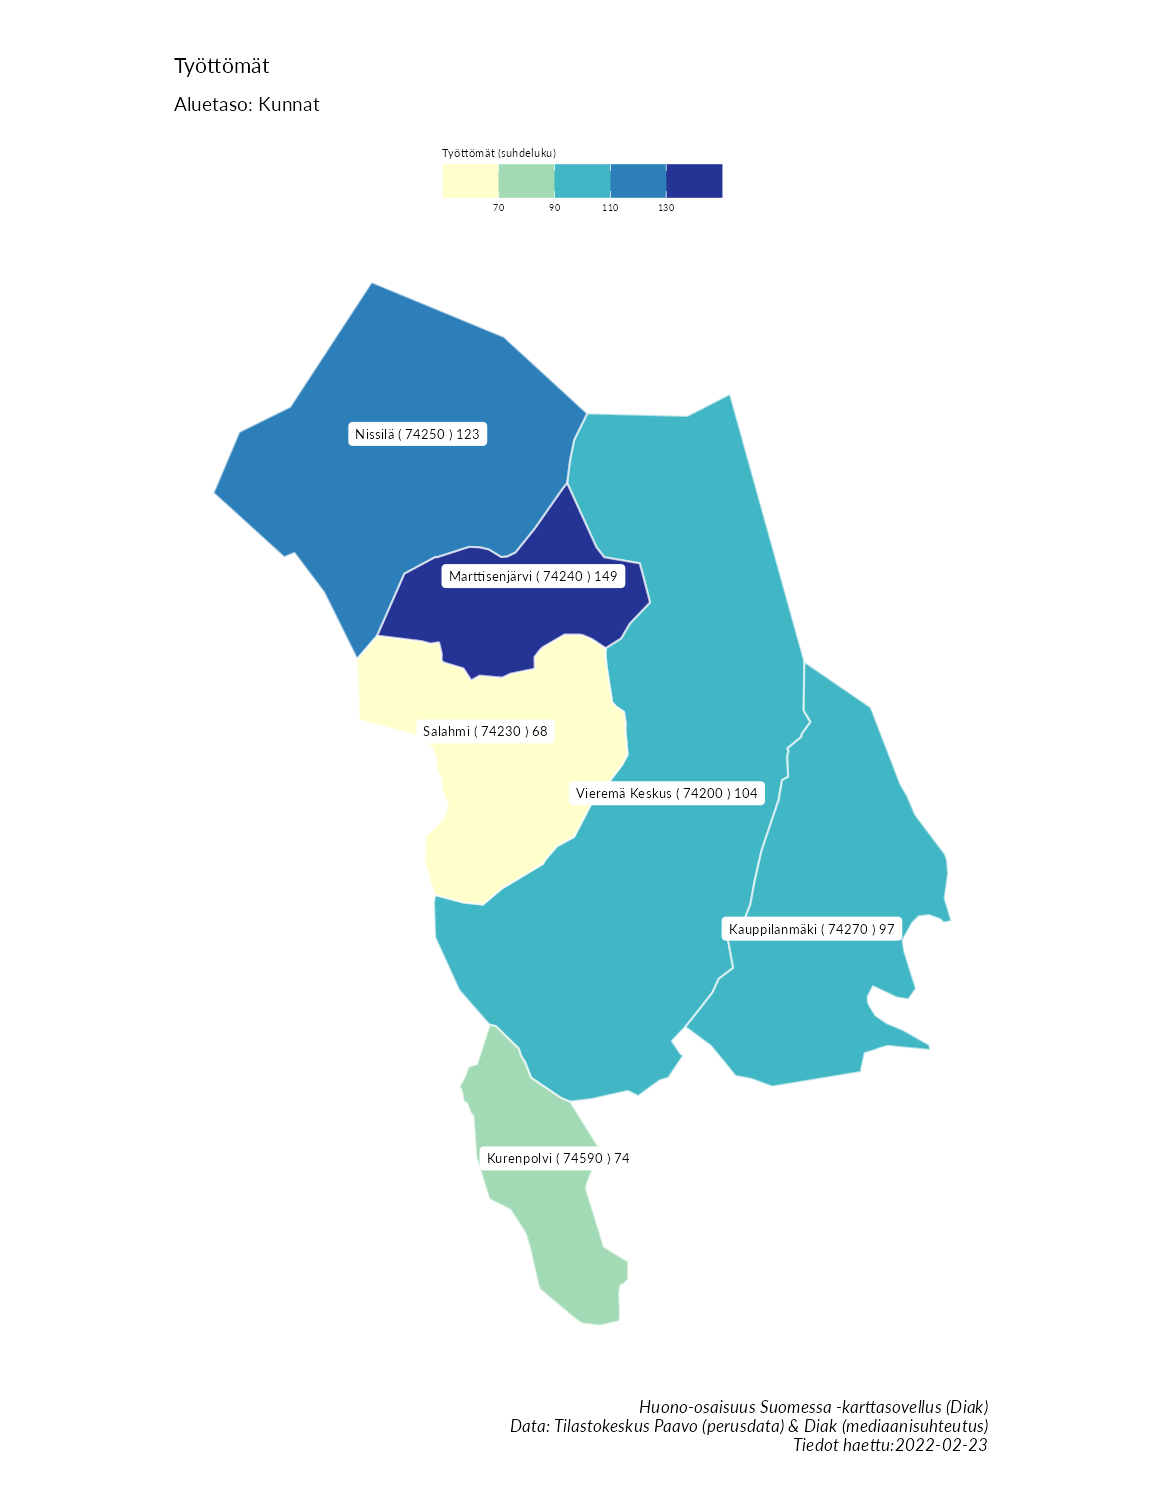 Työttömät
Aluetaso: Kunnat
Työttömät (suhdeluku)
70 90 110 130
Nissilä ( 74250 ) 123
Marttisenjärvi ( 74240 ) 149
Salahmi ( 74230 ) 68
Vieremä Keskus ( 74200 ) 104
Kauppilanmäki ( 74270 ) 97
Kurenpolvi ( 74590 ) 74
Huono-osaisuus Suomessa -karttasovellus (Diak)
Data: Tilastokeskus Paavo (perusdata) & Diak (mediaanisuhteutus)
Tiedot haettu:2022-02-23